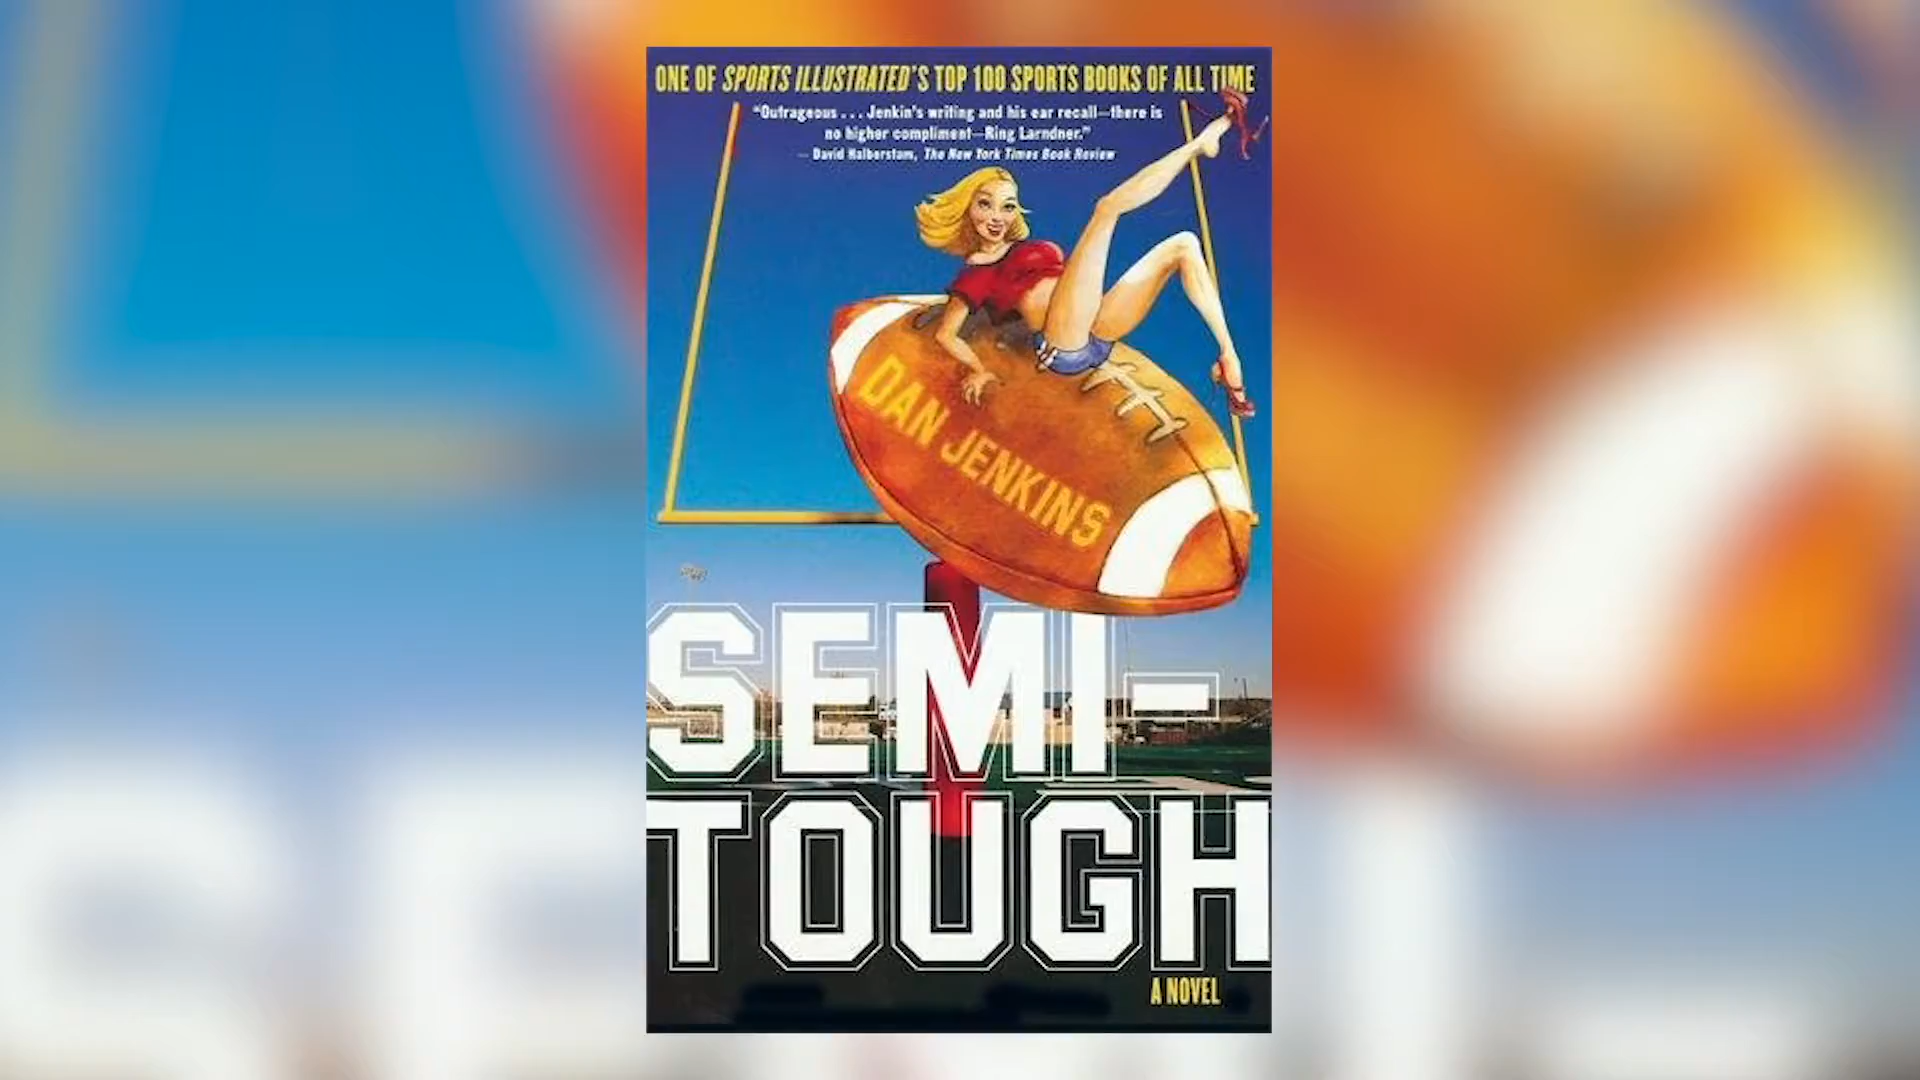 ONE OF SPORTS ILLUSTRATED'S TOP 100 SPORTS BOOKS OF ALL TIME
"Outrageous . . . Jenkin's writing and his ear recall—there is
no higher compliment—Ring Larndner."
— David Halberstam, The New York Times Book Review
DAN JENKINS
SEMI-
TOUGH
A NOVEL